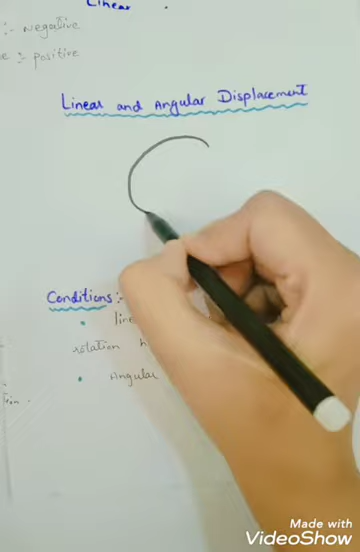 Linear
:- negative
:- positive
Linear and Angular Displacement
Conditions :-
rotation
• Angular
Made with
VideoShow